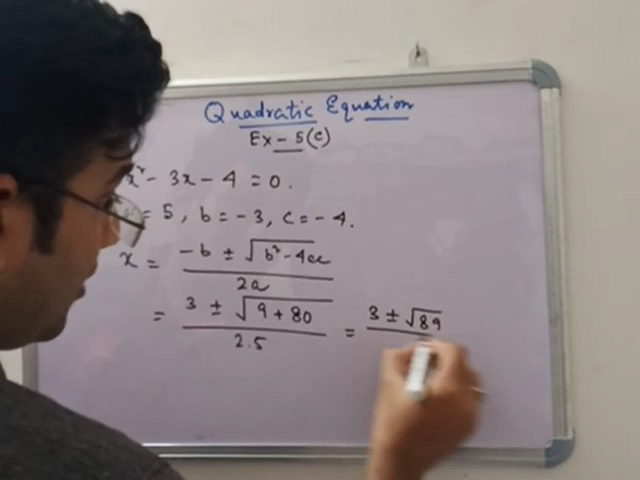 Quadratic Equation
Ex-5(c)
x² - 3x - 4 = 0.
= 5, b = -3, c = -4.
x = -b ± √b²-4ac / 2a
= 3 ± √9+80 / 2.5 = 3 ± √89